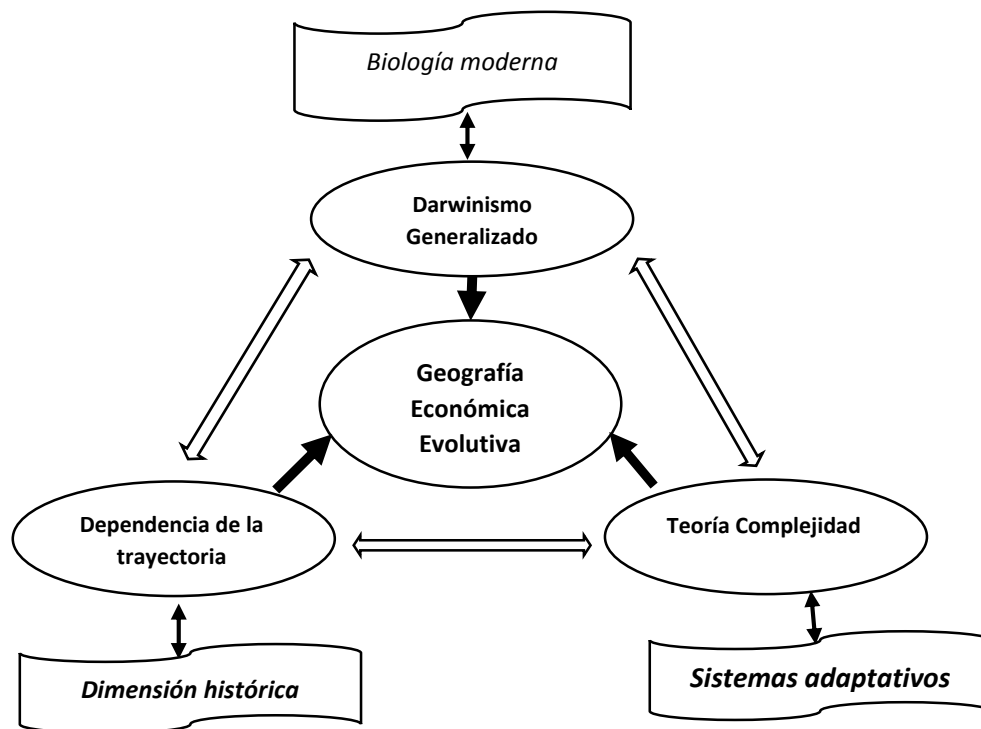 Biología moderna
Darwinismo
Generalizado
Geografía
Económica
Evolutiva
Dependencia de la
trayectoria
Teoría Complejidad
Dimensión histórica
Sistemas adaptativos